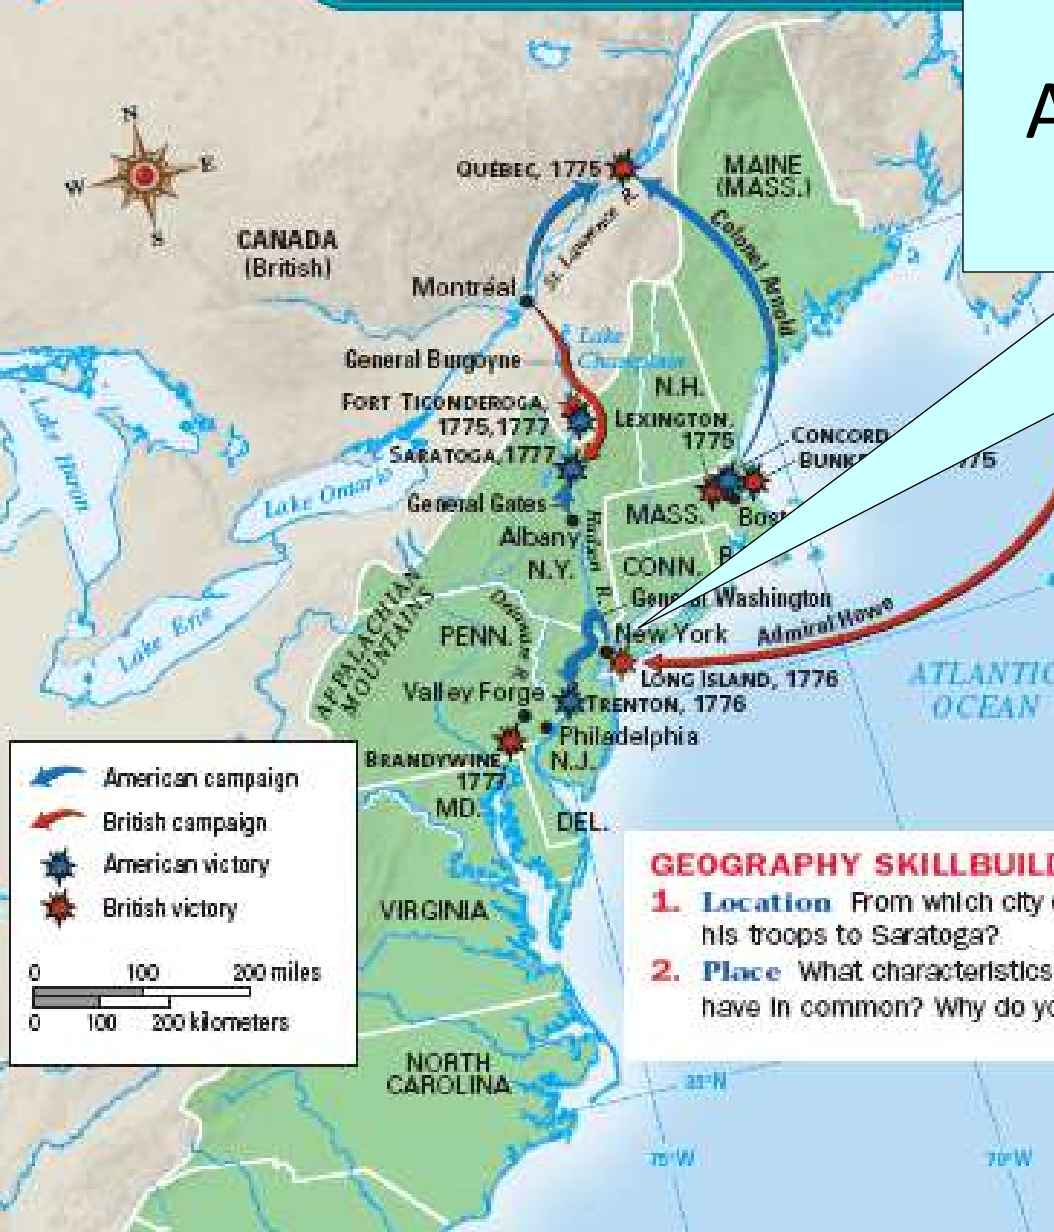 A
N
E
W
S
QUÉBEC, 1775
MAINE
(MASS.)
CANADA
(British)
St. Lawrence R.
Colonel Arnold
Montréal
Lake
Champlain
General Burgoyne
N.H.
FORT TICONDEROGA,
1775, 1777
LEXINGTON,
1775
SARATOGA, 1777
CONCORD
Lake Huron
Lake Ontario
General Gates
MASS.
Albany
Hudson R.
N.Y.
CONN.
General Washington
APPALACHIAN
MOUNTAINS
Lake Erie
PENN.
Delaware R.
New York
Admiral Howe
LONG ISLAND, 1776
Valley Forge
TRENTON, 1776
ATLANTIC
OCEAN
Philadelphia
BRANDYWINE,
1777
N.J.
MD.
DEL.
American campaign
British campaign
American victory
British victory
0 100 200 miles
0 100 200 kilometers
VIRGINIA
NORTH
CAROLINA
GEOGRAPHY SKILLBUILD
1. Location From which city
his troops to Saratoga?
2. Place What characteristics
have in common? Why do yo
35°N
75°W
70°W